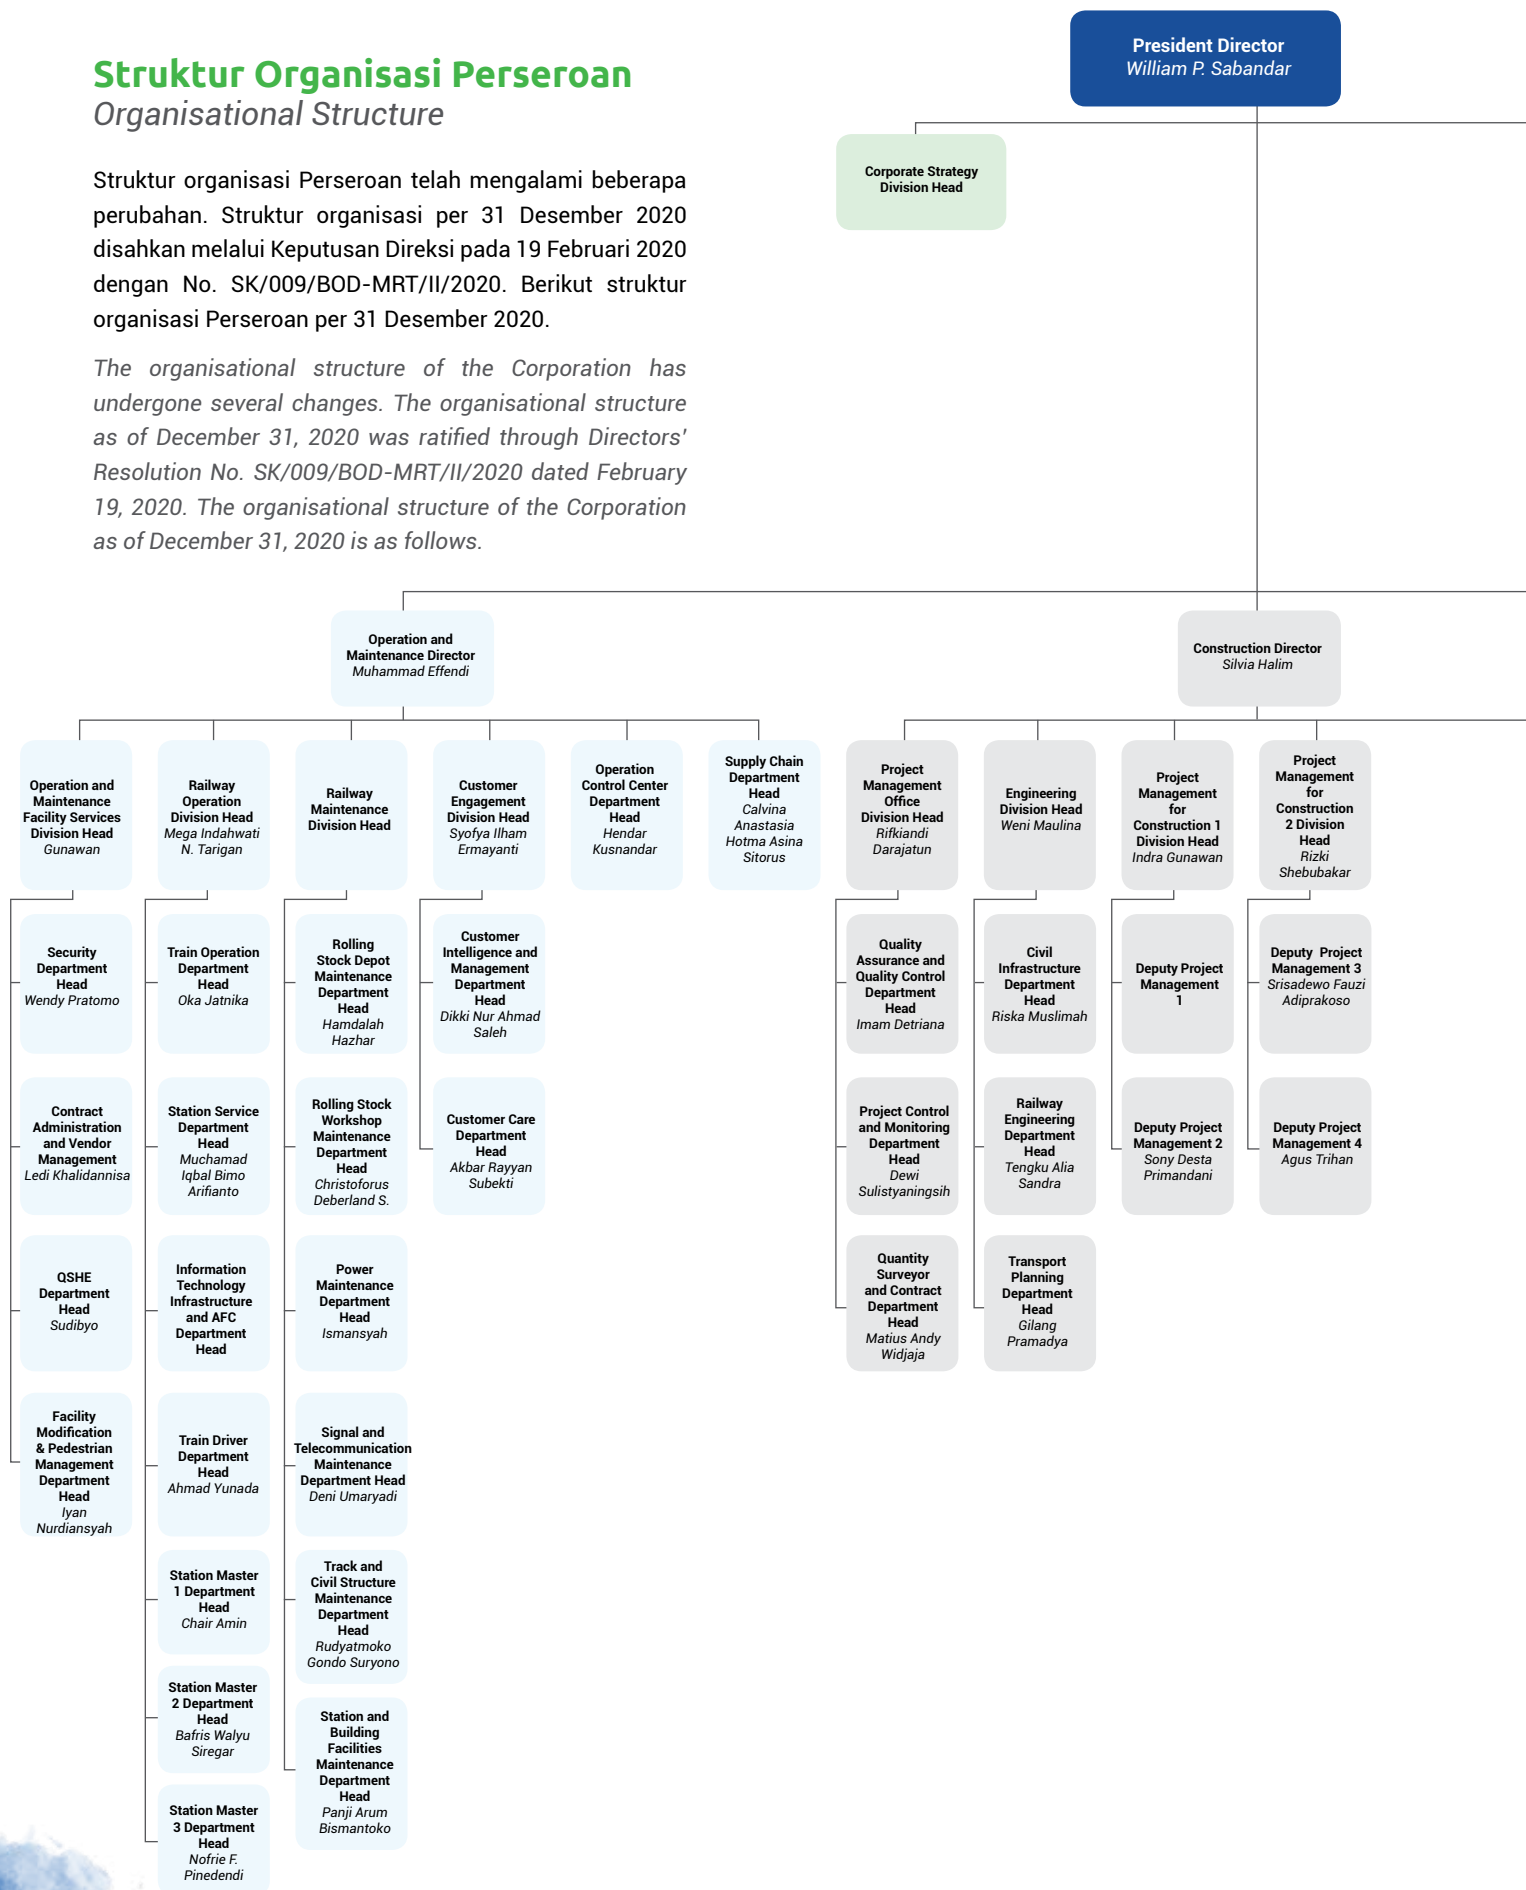 Struktur Organisasi Perseroan
Organisational Structure
Struktur organisasi Perseroan telah mengalami beberapa
perubahan. Struktur organisasi per 31 Desember 2020
disahkan melalui Keputusan Direksi pada 19 Februari 2020
dengan No. SK/009/BOD-MRT/II/2020. Berikut struktur
organisasi Perseroan per 31 Desember 2020.
The organisational structure of the Corporation has
undergone several changes. The organisational structure
as of December 31, 2020 was ratified through Directors'
Resolution No. SK/009/BOD-MRT/II/2020 dated February
19, 2020. The organisational structure of the Corporation
as of December 31, 2020 is as follows.
President Director
William P. Sabandar
Corporate Strategy
Division Head
Operation and
Maintenance Director
Muhammad Effendi
Construction Director
Silvia Halim
Operation and
Maintenance
Facility Services
Division Head
Gunawan
Railway
Operation
Division Head
Mega Indahwati
N. Tarigan
Railway
Maintenance
Division Head
Customer
Engagement
Division Head
Syofya Ilham
Ermayanti
Operation
Control Center
Department
Head
Hendar
Kusnandar
Supply Chain
Department
Head
Calvina
Anastasia
Hotma Asina
Sitorus
Project
Management
Office
Division Head
Rifkiandi
Darajatun
Engineering
Division Head
Weni Maulina
Project
Management
for
Construction 1
Division Head
Indra Gunawan
Project
Management
for
Construction
2 Division
Head
Rizki
Shebubakar
Security
Department
Head
Wendy Pratomo
Train Operation
Department
Head
Oka Jatnika
Rolling
Stock Depot
Maintenance
Department
Head
Hamdalah
Hazhar
Customer
Intelligence and
Management
Department
Head
Dikki Nur Ahmad
Saleh
Quality
Assurance and
Quality Control
Department
Head
Imam Detriana
Civil
Infrastructure
Department
Head
Riska Muslimah
Deputy Project
Management
1
Deputy Project
Management 3
Srisadewo Fauzi
Adiprakoso
Contract
Administration
and Vendor
Management
Ledi Khalidannisa
Station Service
Department
Head
Muchamad
Iqbal Bimo
Arifianto
Rolling Stock
Workshop
Maintenance
Department
Head
Christoforus
Deberland S.
Customer Care
Department
Head
Akbar Rayyan
Subekti
Project Control
and Monitoring
Department
Head
Dewi
Sulistyaningsih
Railway
Engineering
Department
Head
Tengku Alia
Sandra
Deputy Project
Management 2
Sony Desta
Primandani
Deputy Project
Management 4
Agus Trihan
QSHE
Department
Head
Sudibyo
Information
Technology
Infrastructure
and AFC
Department
Head
Power
Maintenance
Department
Head
Ismansyah
Quantity
Surveyor
and Contract
Department
Head
Matius Andy
Widjaja
Transport
Planning
Department
Head
Gilang
Pramadya
Facility
Modification
& Pedestrian
Management
Department
Head
Iyan
Nurdiansyah
Train Driver
Department
Head
Ahmad Yunada
Signal and
Telecommunication
Maintenance
Department Head
Deni Umaryadi
Station Master
1 Department
Head
Chair Amin
Track and
Civil Structure
Maintenance
Department
Head
Rudyatmoko
Gondo Suryono
Station Master
2 Department
Head
Bafris Walyu
Siregar
Station and
Building
Facilities
Maintenance
Department
Head
Panji Arum
Bismantoko
Station Master
3 Department
Head
Nofrie F.
Pinedendi